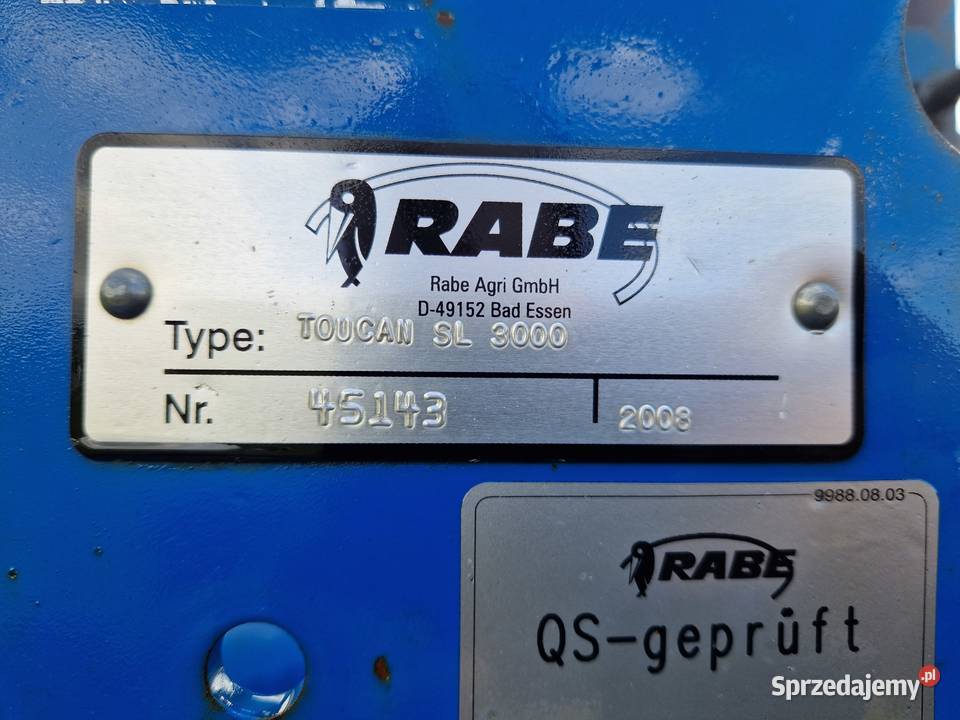 RABE
Rabe Agri GmbH
D-49152 Bad Essen
Type: TOUCAN SL 3000
Nr. 45143 2008
9988.08.03
RABE
QS-geprüft
Sprzedajemy.pl